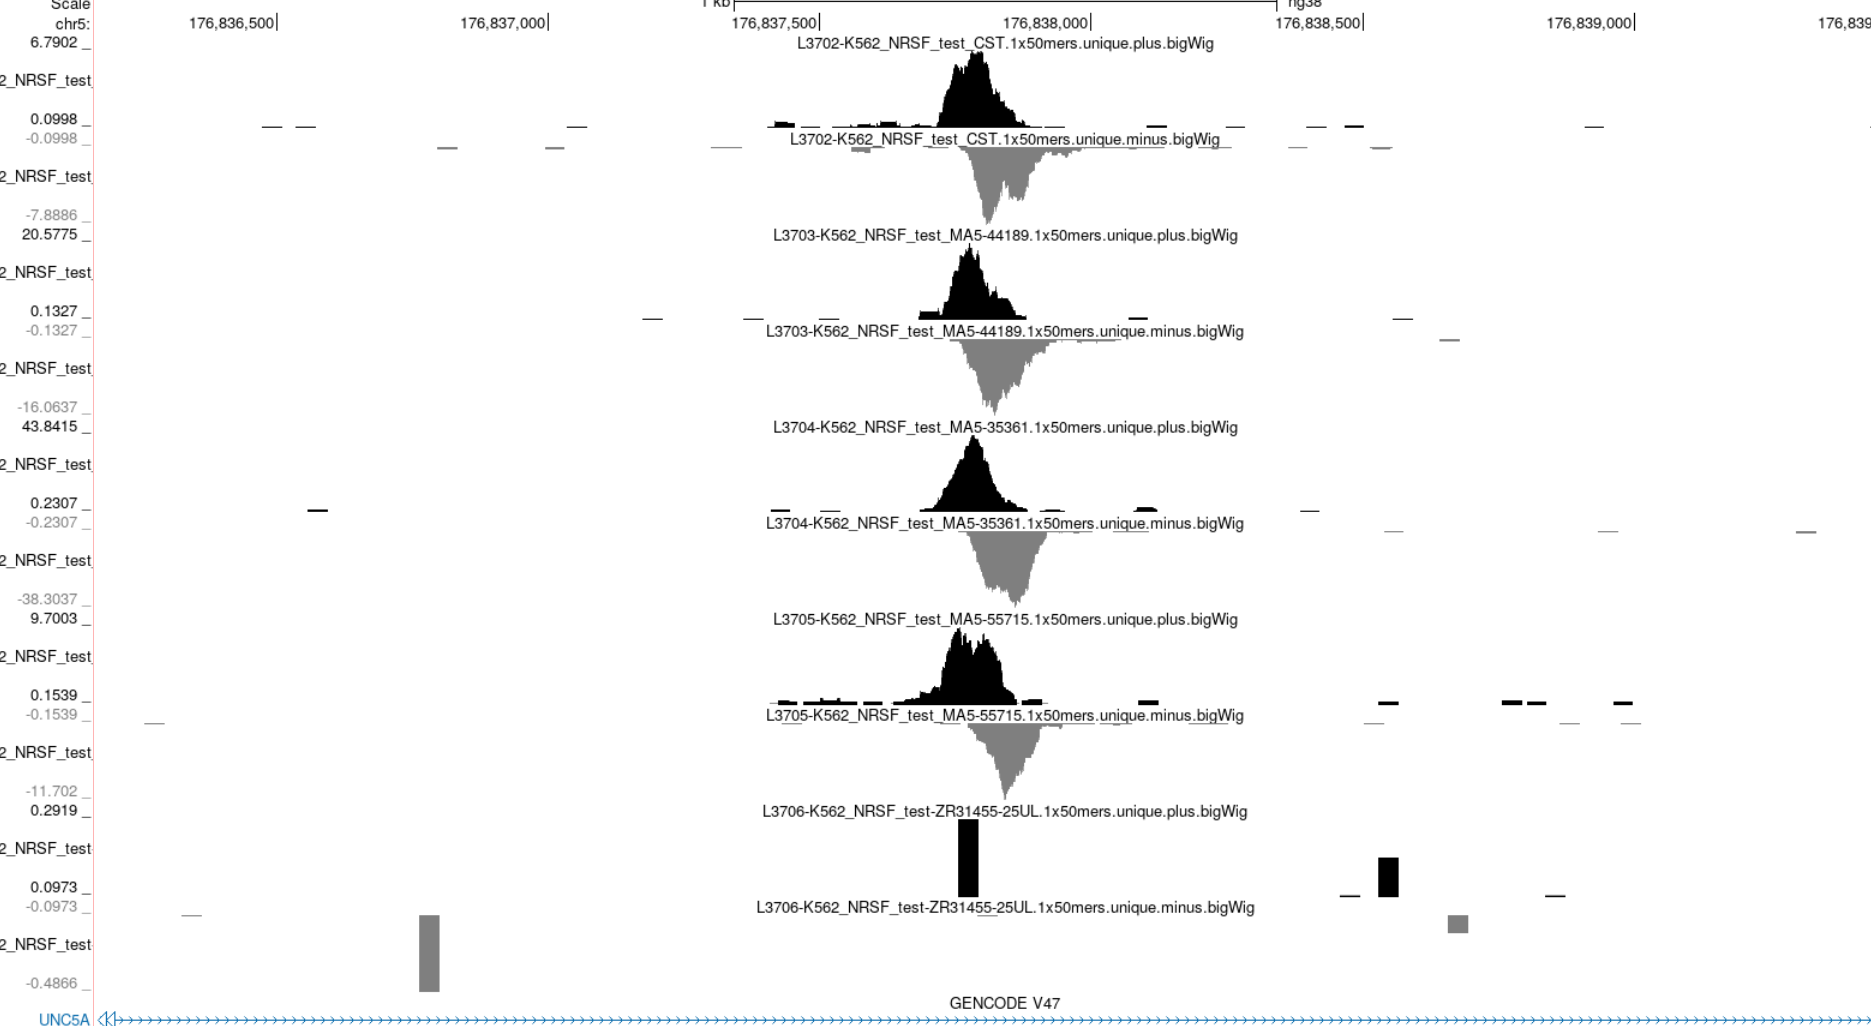 Scale 1 kb hg38
chr5: 176,836,500 176,837,000 176,837,500 176,838,000 176,838,500 176,839,000 176,839
L3702-K562_NRSF_test_CST.1x50mers.unique.plus.bigWig
6.7902 _
2_NRSF_test
0.0998 _
L3702-K562_NRSF_test_CST.1x50mers.unique.minus.bigWig
-0.0998 _
2_NRSF_test
-7.8886 _
L3703-K562_NRSF_test_MA5-44189.1x50mers.unique.plus.bigWig
20.5775 _
2_NRSF_test
0.1327 _
L3703-K562_NRSF_test_MA5-44189.1x50mers.unique.minus.bigWig
-0.1327 _
2_NRSF_test
-16.0637 _
L3704-K562_NRSF_test_MA5-35361.1x50mers.unique.plus.bigWig
43.8415 _
2_NRSF_test
0.2307 _
L3704-K562_NRSF_test_MA5-35361.1x50mers.unique.minus.bigWig
-0.2307 _
2_NRSF_test
-38.3037 _
L3705-K562_NRSF_test_MA5-55715.1x50mers.unique.plus.bigWig
9.7003 _
2_NRSF_test
0.1539 _
L3705-K562_NRSF_test_MA5-55715.1x50mers.unique.minus.bigWig
-0.1539 _
2_NRSF_test
-11.702 _
L3706-K562_NRSF_test-ZR31455-25UL.1x50mers.unique.plus.bigWig
0.2919 _
2_NRSF_test
0.0973 _
L3706-K562_NRSF_test-ZR31455-25UL.1x50mers.unique.minus.bigWig
-0.0973 _
2_NRSF_test
-0.4866 _
GENCODE V47
UNC5A